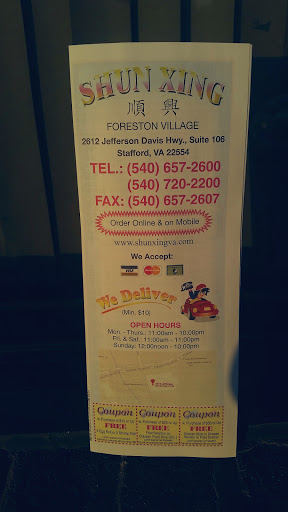 SHUN XING
順 興
FORESTON VILLAGE
2612 Jefferson Davis Hwy., Suite 106
Stafford, VA 22554
TEL.: (540) 657-2600
(540) 720-2200
FAX: (540) 657-2607
Order Online & on Mobile
www.shunxingva.com
We Accept:
VISA
We Deliver
(Min. $10)
OPEN HOURS
Mon. - Thurs.: 11:00am - 10:00pm
Fri. & Sat.: 11:00am - 11:00pm
Sunday: 12:00noon - 10:00pm
Coupon Coupon Coupon
FREE FREE FREE